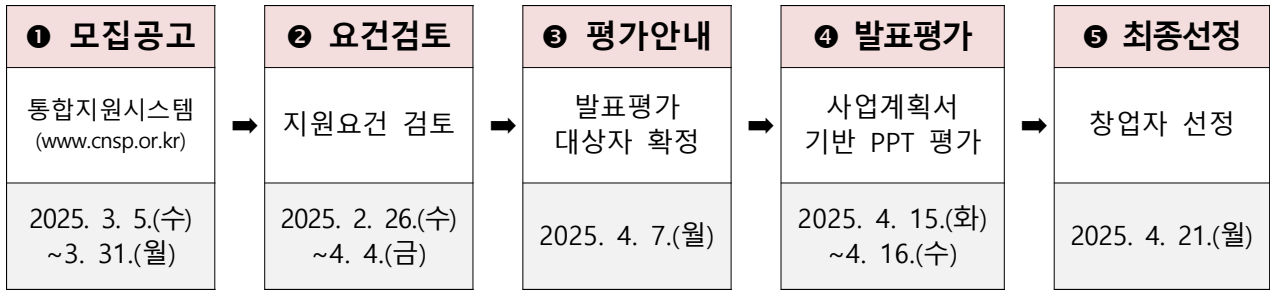 ❶ 모집공고
통합지원시스템
(www.cnsp.or.kr)
2025. 3. 5.(수)
~3. 31.(월)
❷ 요건검토
지원요건 검토
2025. 2. 26.(수)
~4. 4.(금)
❸ 평가안내
발표평가
대상자 확정
2025. 4. 7.(월)
❹ 발표평가
사업계획서
기반 PPT 평가
2025. 4. 15.(화)
~4. 16.(수)
❺ 최종선정
창업자 선정
2025. 4. 21.(월)